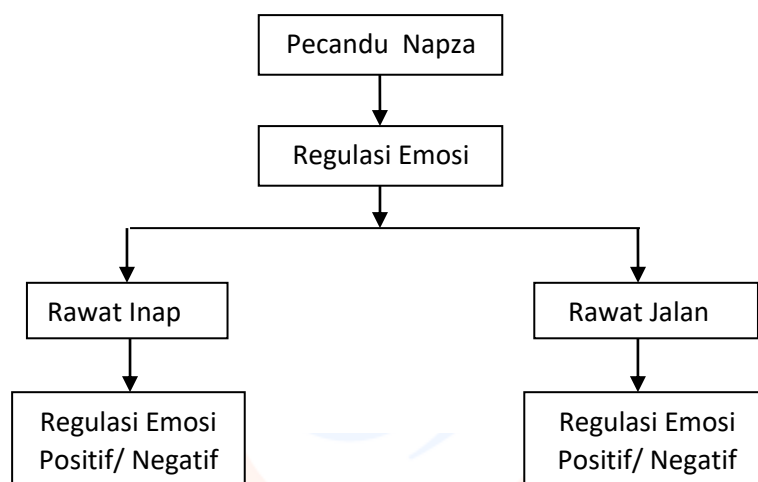 Pecandu Napza
Regulasi Emosi
Rawat Inap
Rawat Jalan
Regulasi Emosi
Positif/ Negatif
Regulasi Emosi
Positif/ Negatif